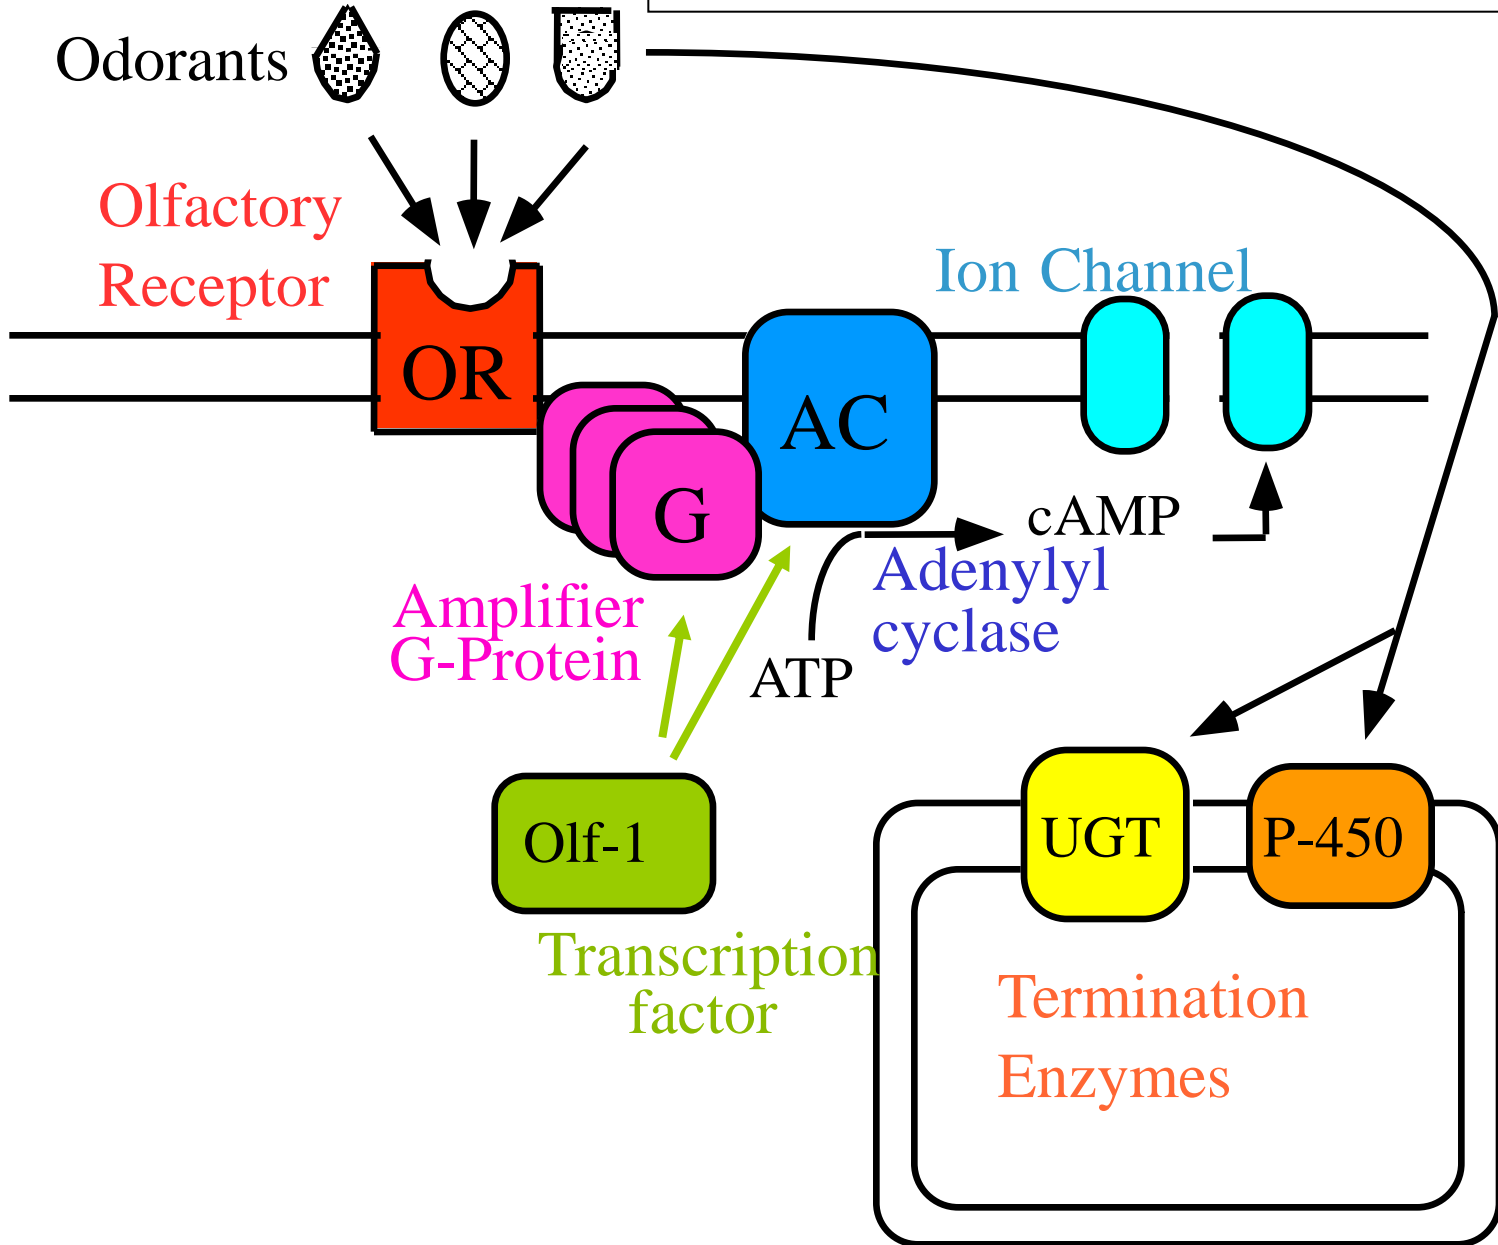 Odorants
Olfactory
Receptor
Ion Channel
OR
AC
G
cAMP
Adenylyl
cyclase
Amplifier
G-Protein
ATP
Olf-1
UGT
P-450
Transcription
factor
Termination
Enzymes